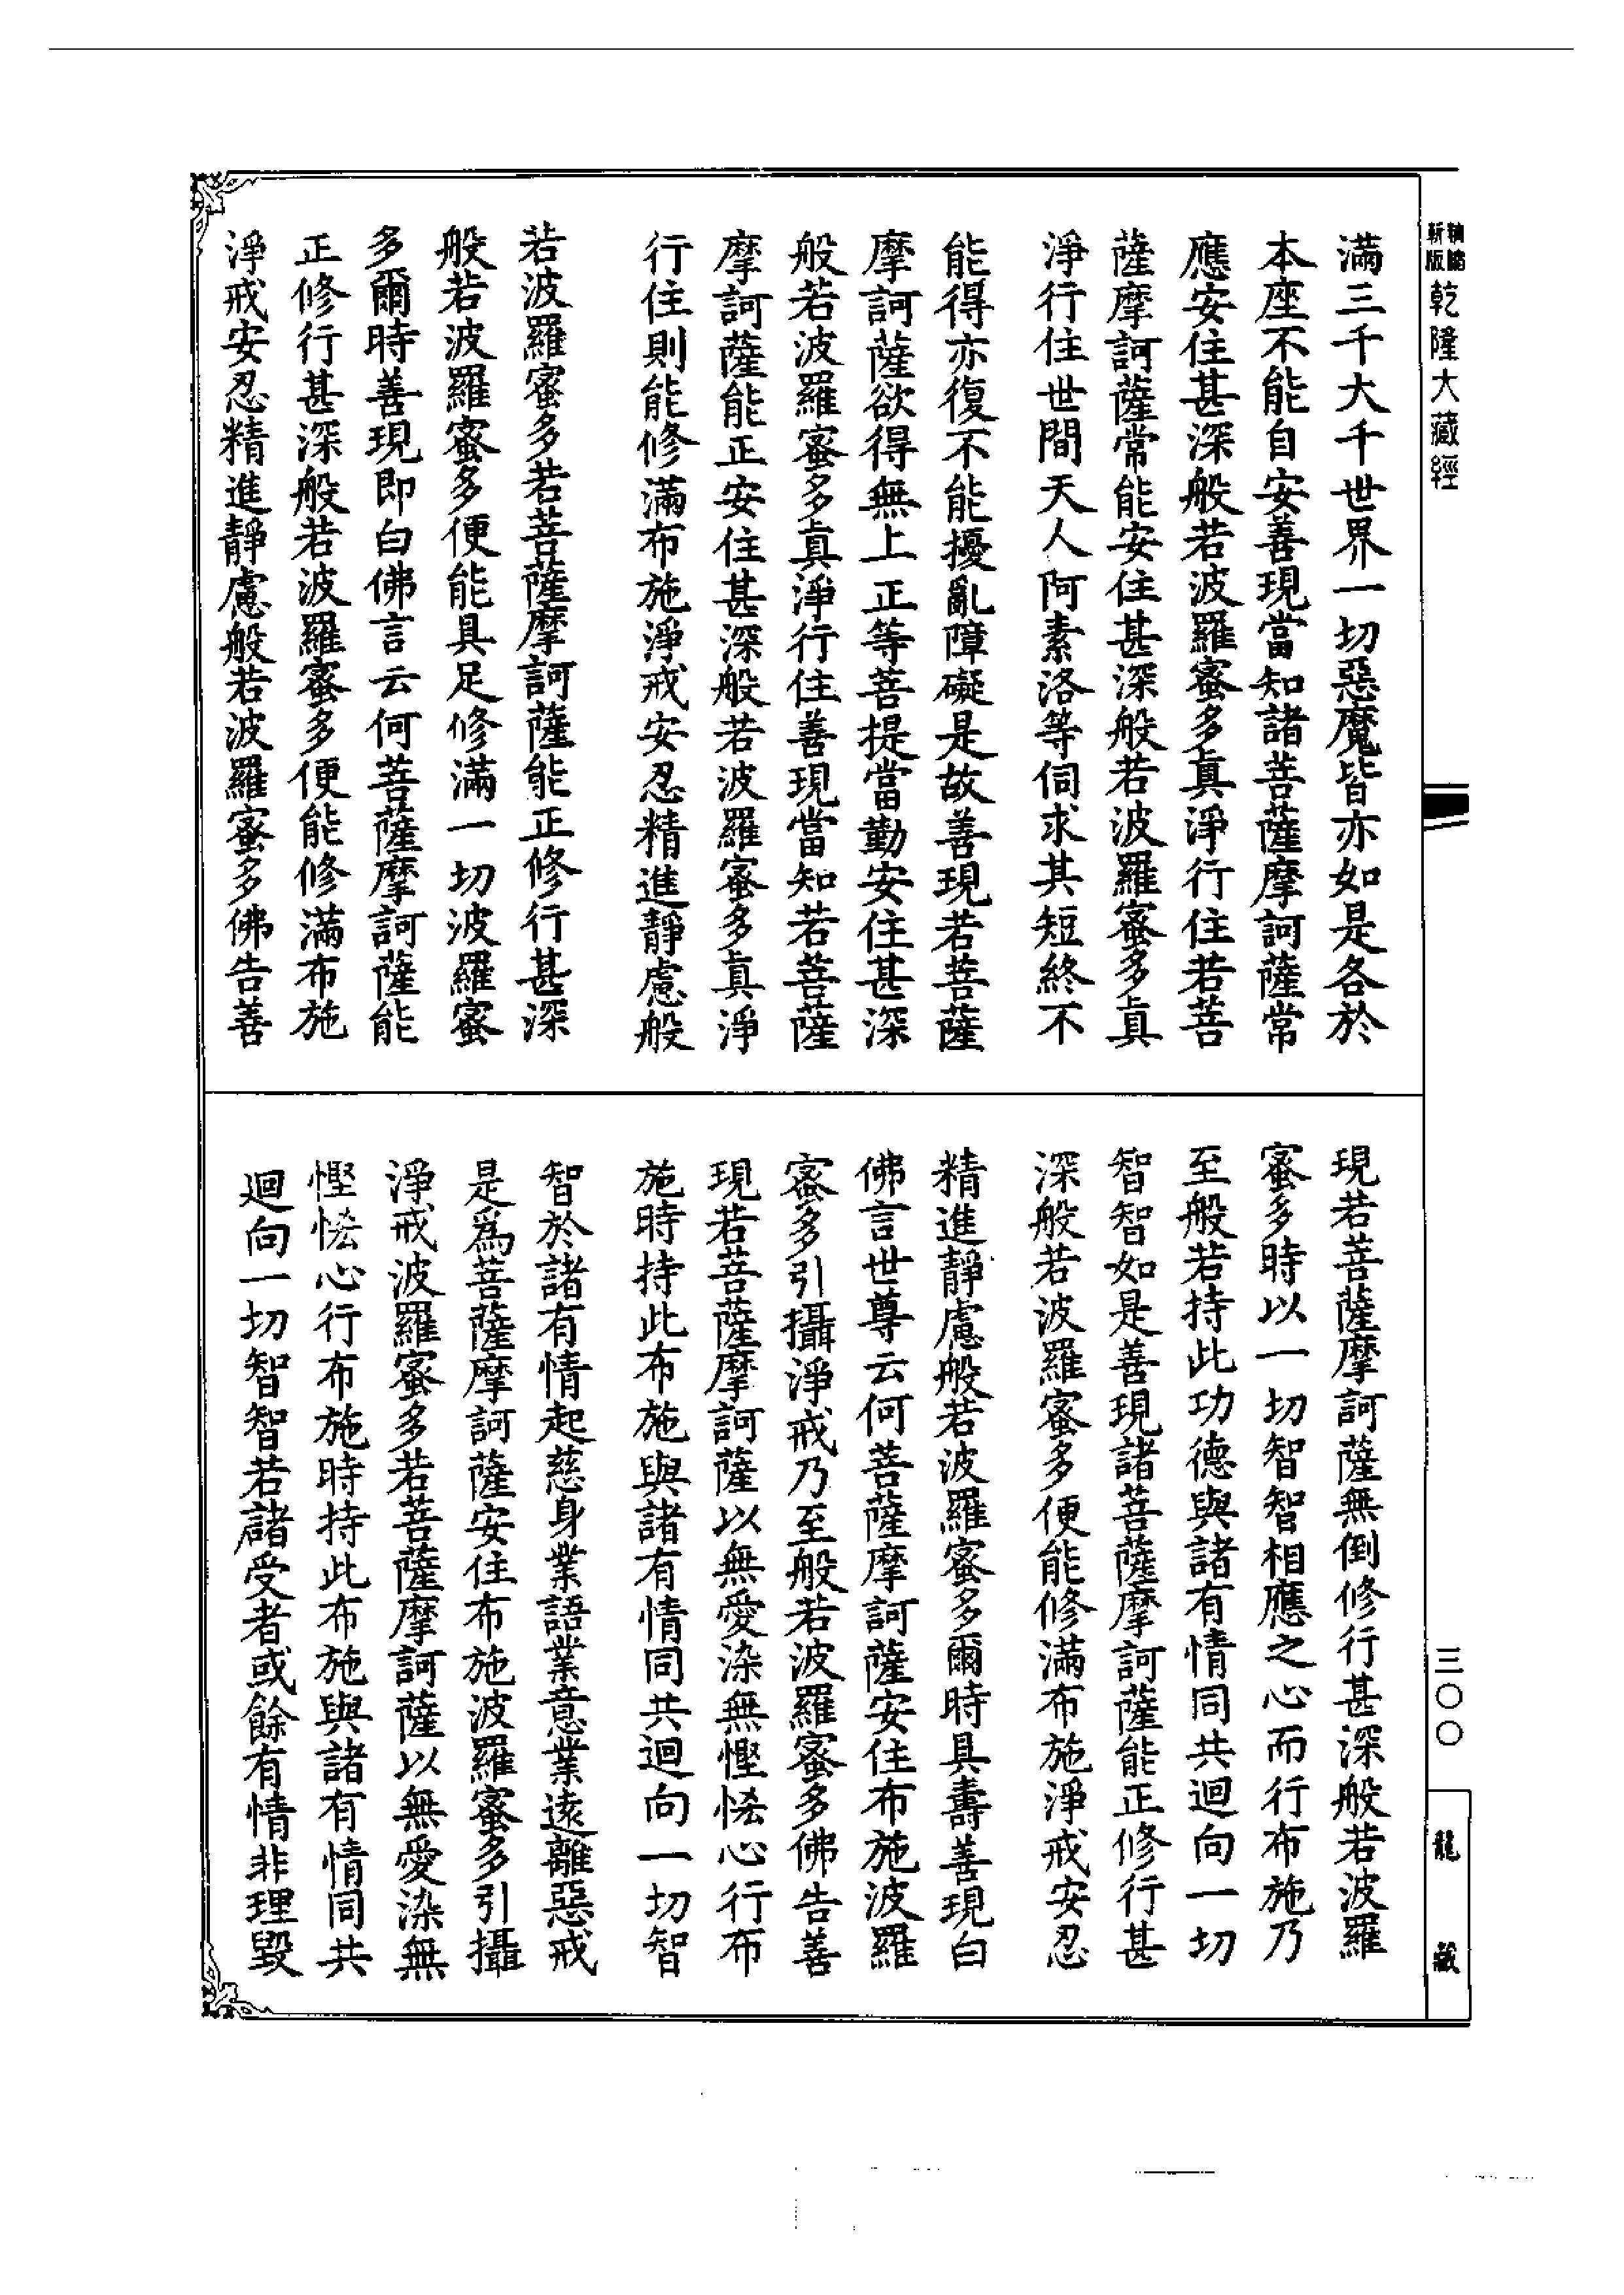 新版
精縮
乾隆大藏經
滿三千大千世界一切惡魔皆亦如是各於
本座不能自安善現當知諸菩薩摩訶薩常
應安住甚深般若波羅蜜多真淨行住若菩
薩摩訶薩常能安住甚深般若波羅蜜多真
淨行住世間天人阿素洛等伺求其短終不
能得亦復不能擾亂障礙是故善現若菩薩
摩訶薩欲得無上正等菩提當勤安住甚深
般若波羅蜜多真淨行住善現當知若菩薩
摩訶薩能正安住甚深般若波羅蜜多真淨
行住則能修滿布施淨戒安忍精進靜慮般
若波羅蜜多若菩薩摩訶薩能正修行甚深
般若波羅蜜多便能具足修滿一切波羅蜜
多爾時善現即白佛言云何菩薩摩訶薩能
正修行甚深般若波羅蜜多便能修滿布施
淨戒安忍精進靜慮般若波羅蜜多佛告善
現若菩薩摩訶薩無倒修行甚深般若波羅
蜜多時以一切智智相應之心而行布施乃
至般若持此功德與諸有情同共迴向一切
智智如是善現諸菩薩摩訶薩能正修行甚
深般若波羅蜜多便能修滿布施淨戒安忍
精進靜慮般若波羅蜜多爾時具壽善現白
佛言世尊云何菩薩摩訶薩安住布施波羅
蜜多引攝淨戒乃至般若波羅蜜多佛告善
現若菩薩摩訶薩以無愛染無慳恡心行布
施時持此布施與諸有情同共迴向一切智
智於諸有情起慈身業語業意業遠離惡戒
是為菩薩摩訶薩安住布施波羅蜜多引攝
淨戒波羅蜜多若菩薩摩訶薩以無愛染無
慳恡心行布施時持此布施與諸有情同共
迴向一切智智若諸受者或餘有情非理毀
三〇〇
龍藏